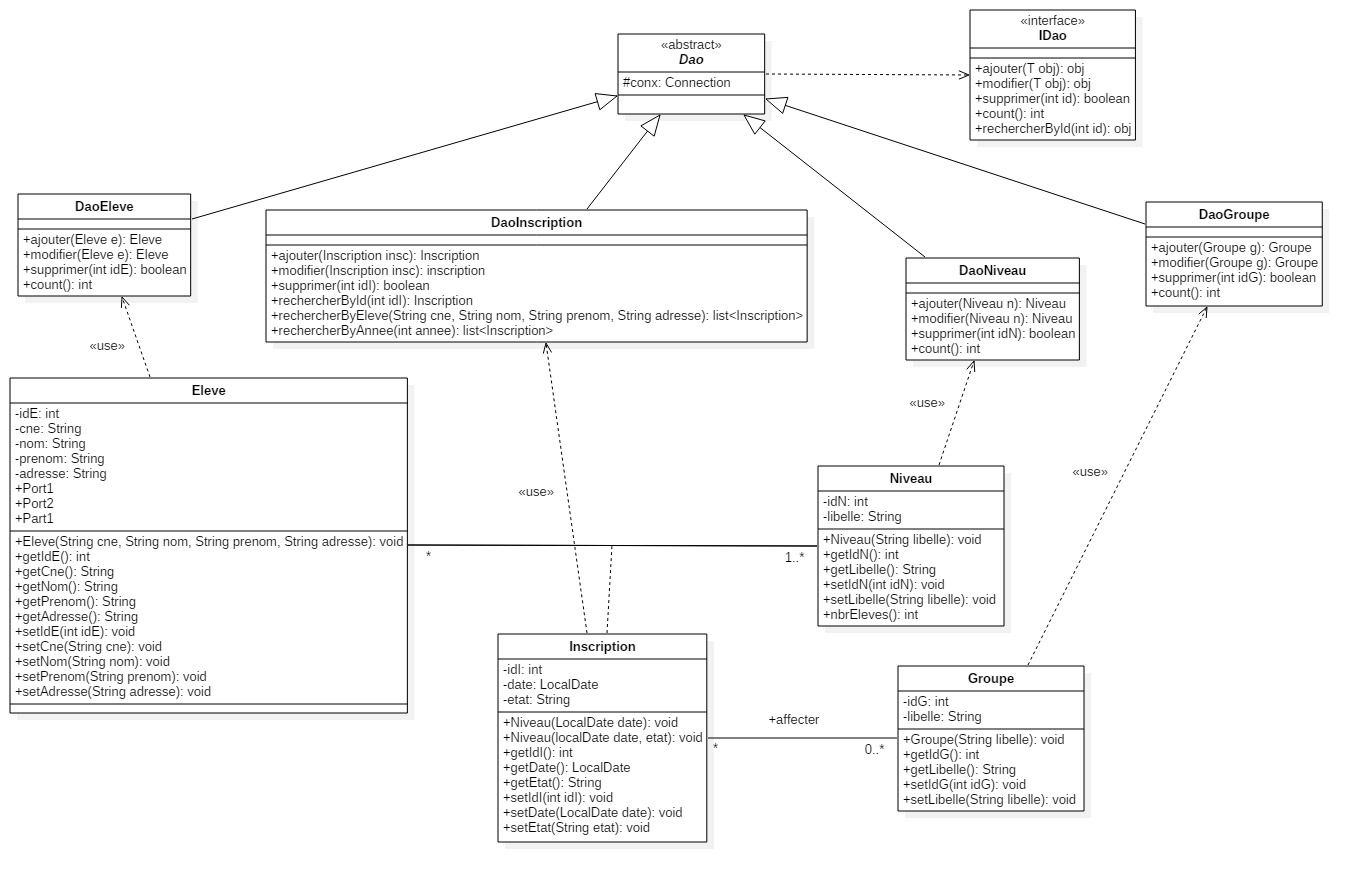 «interface»
IDao
+ajouter(T obj): obj
+modifier(T obj): obj
+supprimer(int id): boolean
+count(): int
+rechercherById(int id): obj
«abstract»
Dao
#conx: Connection
DaoEleve
+ajouter(Eleve e): Eleve
+modifier(Eleve e): Eleve
+supprimer(int idE): boolean
+count(): int
DaoInscription
+ajouter(Inscription insc): Inscription
+modifier(Inscription insc): inscription
+supprimer(int idI): boolean
+rechercherById(int idI): Inscription
+rechercherByEleve(String cne, String nom, String prenom, String adresse): list<Inscription>
+rechercherByAnnee(int annee): list<Inscription>
DaoNiveau
+ajouter(Niveau n): Niveau
+modifier(Niveau n): Niveau
+supprimer(int idN): boolean
+count(): int
DaoGroupe
+ajouter(Groupe g): Groupe
+modifier(Groupe g): Groupe
+supprimer(int idG): boolean
+count(): int
«use»
«use»
«use»
«use»
Eleve
-idE: int
-cne: String
-nom: String
-prenom: String
-adresse: String
+Port1
+Port2
+Part1
+Eleve(String cne, String nom, String prenom, String adresse): void
+getIdE(): int
+getCne(): String
+getNom(): String
+getPrenom(): String
+getAdresse(): String
+setIdE(int idE): void
+setCne(String cne): void
+setNom(String nom): void
+setPrenom(String prenom): void
+setAdresse(String adresse): void
*
1..*
Niveau
-idN: int
-libelle: String
+Niveau(String libelle): void
+getIdN(): int
+getLibelle(): String
+setIdN(int idN): void
+setLibelle(String libelle): void
+nbrEleves(): int
Inscription
-idI: int
-date: LocalDate
-etat: String
+Niveau(LocalDate date): void
+Niveau(localDate date, etat): void
+getIdI(): int
+getDate(): LocalDate
+getEtat(): String
+setIdI(int idI): void
+setDate(LocalDate date): void
+setEtat(String etat): void
+affecter
*
0..*
Groupe
-idG: int
-libelle: String
+Groupe(String libelle): void
+getIdG(): int
+getLibelle(): String
+setIdG(int idG): void
+setLibelle(String libelle): void